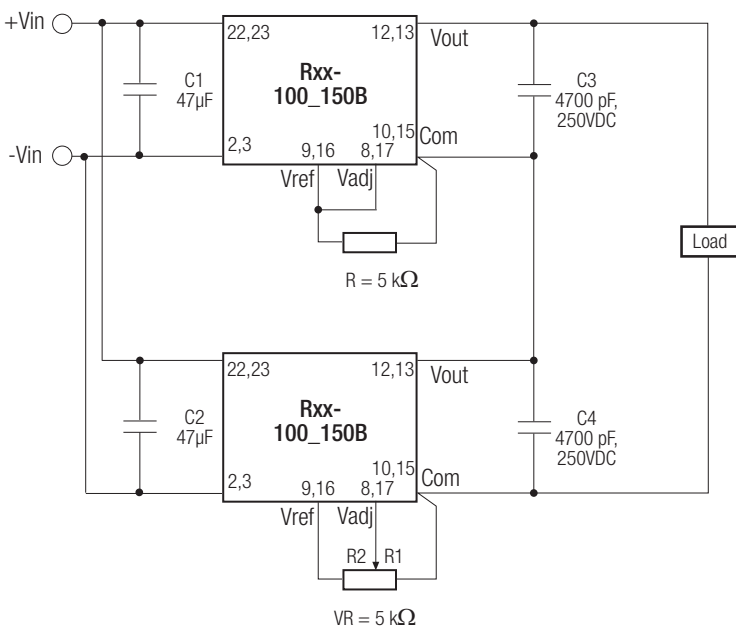 +Vin
22,23
12,13
Vout
C1
47µF
Rxx-
100_150B
C3
4700 pF,
250VDC
-Vin
2,3
9,16
8,17
10,15
Com
Vref
Vadj
R = 5 kΩ
Load
22,23
12,13
Vout
C2
47µF
Rxx-
100_150B
C4
4700 pF,
250VDC
2,3
9,16
8,17
10,15
Com
Vref
Vadj
R2
R1
VR = 5 kΩ